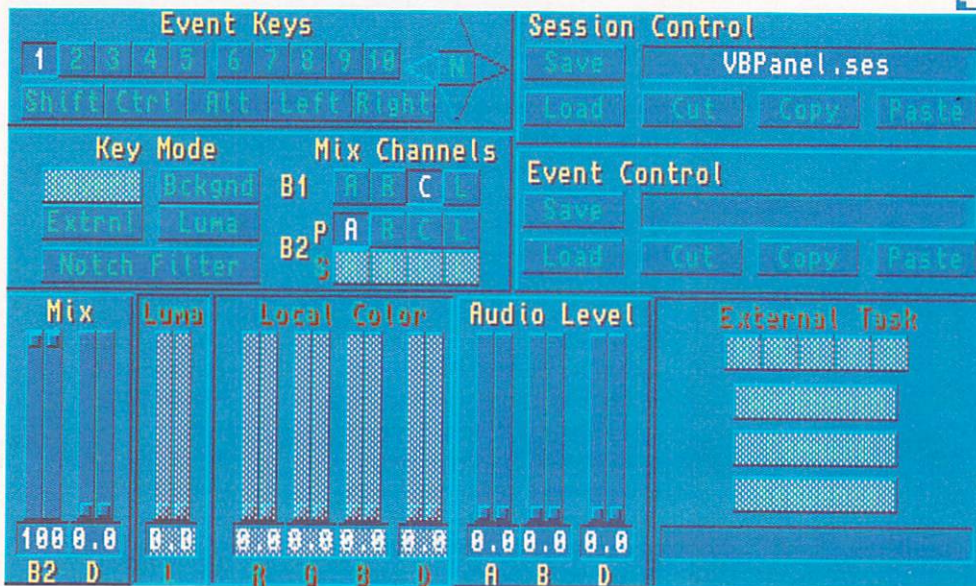 Event Keys
1 2 3 4 5 6 7 8 9 10 N
Shift Ctrl Alt Left Right
Session Control
Save VBPanel.ses
Load Cut Copy Paste
Key Mode
Bckgnd
Extrnl Luma
Notch Filter
Mix Channels
B1 A B C L
B2 P A B C L
Event Control
Save
Load Cut Copy Paste
Mix
100 0.0
B2 D
Luma
0.0
L
Local Color
0.0 0.0 0.0 0.0
R G B D
Audio Level
0.0 0.0 0.0
A B D
External Task